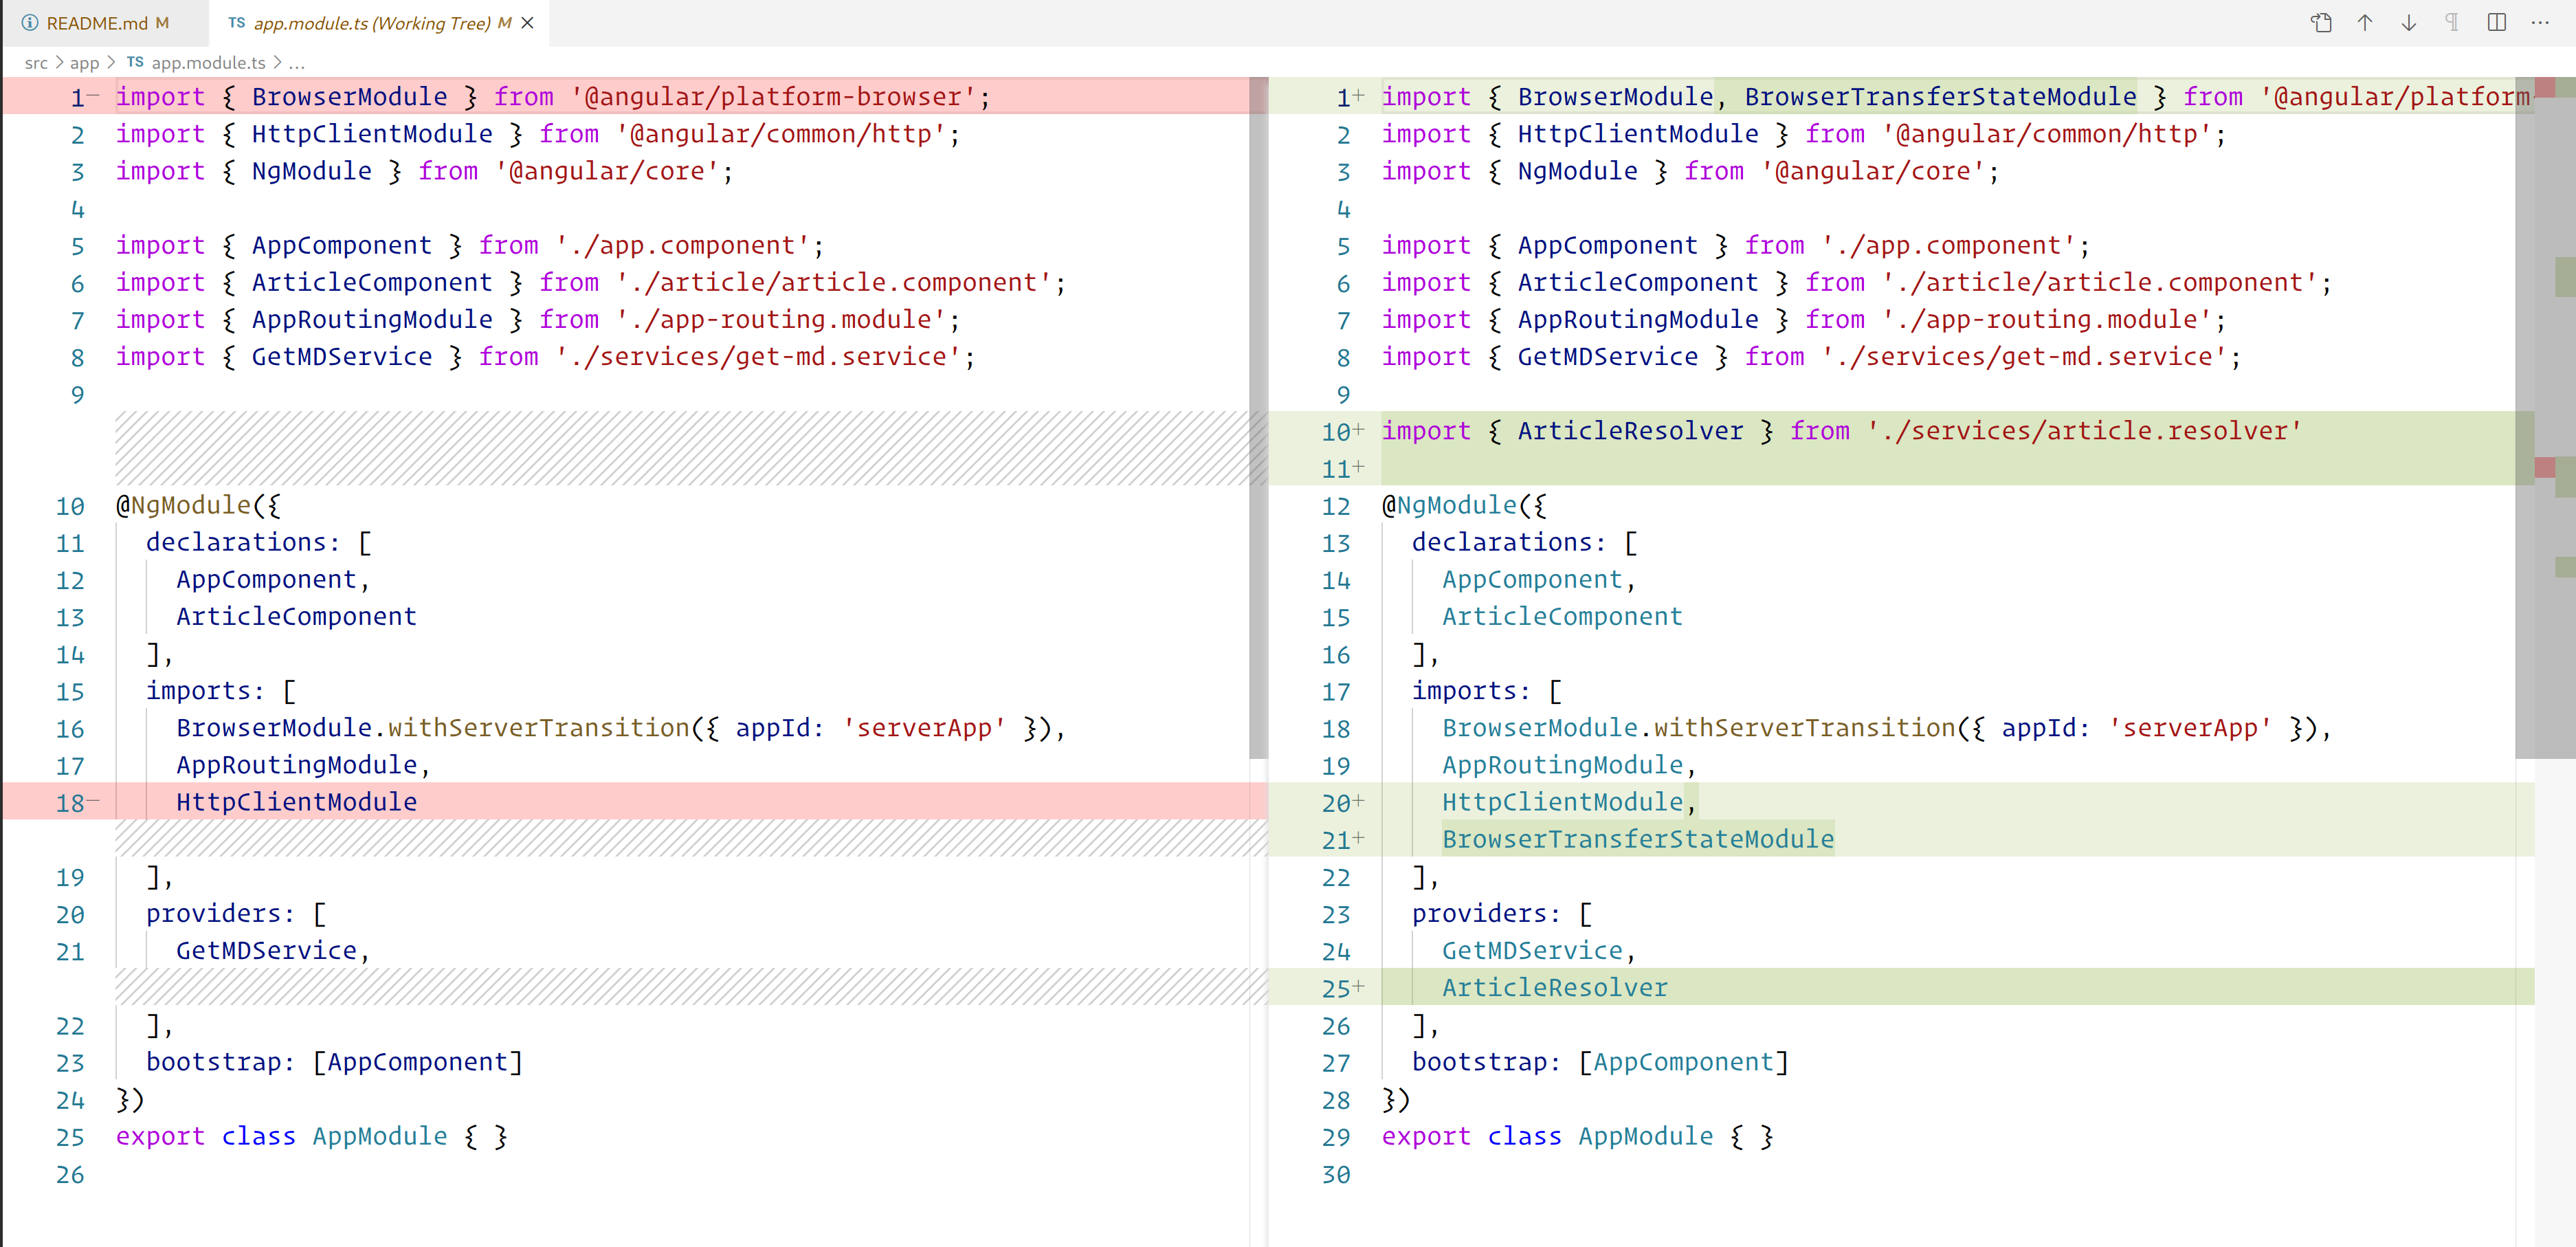 README.md M
TS app.module.ts (Working Tree) M
src > app > TS app.module.ts > ...
1− import { BrowserModule } from '@angular/platform-browser';
2 import { HttpClientModule } from '@angular/common/http';
3 import { NgModule } from '@angular/core';
4
5 import { AppComponent } from './app.component';
6 import { ArticleComponent } from './article/article.component';
7 import { AppRoutingModule } from './app-routing.module';
8 import { GetMDService } from './services/get-md.service';
9
10 @NgModule({
11 declarations: [
12 AppComponent,
13 ArticleComponent
14 ],
15 imports: [
16 BrowserModule.withServerTransition({ appId: 'serverApp' }),
17 AppRoutingModule,
18− HttpClientModule
19 ],
20 providers: [
21 GetMDService,
22 ],
23 bootstrap: [AppComponent]
24 })
25 export class AppModule { }
26
1+ import { BrowserModule, BrowserTransferStateModule } from '@angular/platform
2 import { HttpClientModule } from '@angular/common/http';
3 import { NgModule } from '@angular/core';
4
5 import { AppComponent } from './app.component';
6 import { ArticleComponent } from './article/article.component';
7 import { AppRoutingModule } from './app-routing.module';
8 import { GetMDService } from './services/get-md.service';
9
10+ import { ArticleResolver } from './services/article.resolver'
11+
12 @NgModule({
13 declarations: [
14 AppComponent,
15 ArticleComponent
16 ],
17 imports: [
18 BrowserModule.withServerTransition({ appId: 'serverApp' }),
19 AppRoutingModule,
20+ HttpClientModule,
21+ BrowserTransferStateModule
22 ],
23 providers: [
24 GetMDService,
25+ ArticleResolver
26 ],
27 bootstrap: [AppComponent]
28 })
29 export class AppModule { }
30